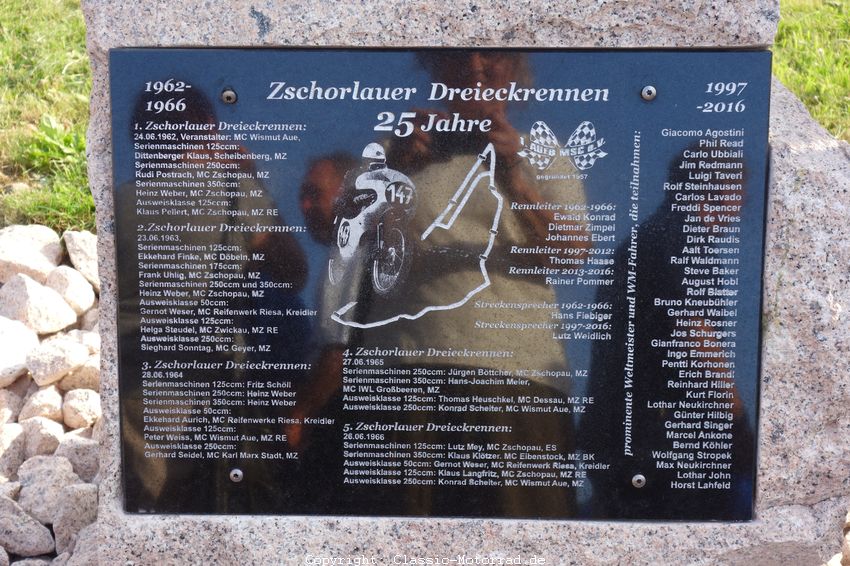 1962-
1966
Zschorlauer Dreieckrennen
25 Jahre
1997
-2016
1. Zschorlauer Dreieckrennen:
24.06.1962, Veranstalter: MC Wismut Aue,
Serienmaschinen 125ccm:
Dittenberger Klaus, Scheibenberg, MZ
Serienmaschinen 250ccm:
Rudi Postrach, MC Zschopau, MZ
Serienmaschinen 350ccm:
Heinz Weber, MC Zschopau, MZ
Ausweisklasse 125ccm:
Klaus Pellert, MC Zschopau, MZ RE
2.Zschorlauer Dreieckrennen:
23.06.1963,
Serienmaschinen 125ccm:
Ekkehard Finke, MC Döbeln, MZ
Serienmaschinen 175ccm:
Frank Uhlig, MC Zschopau, MZ
Serienmaschinen 250ccm und 350ccm:
Heinz Weber, MC Zschopau, MZ
Ausweisklasse 50ccm:
Gernot Weser, MC Reifenwerk Riesa, Kreidler
Ausweisklasse 125ccm:
Helga Steudel, MC Zwickau, MZ RE
Ausweisklasse 250ccm:
Sieghard Sonntag, MC Geyer, MZ
3. Zschorlauer Dreieckrennen:
28.06.1964
Serienmaschinen 125ccm: Fritz Schöll
Serienmaschinen 250ccm: Heinz Weber
Serienmaschinen 350ccm: Heinz Weber
Ausweisklasse 50ccm:
Ekkehard Aurich, MC Reifenwerke Riesa, Kreidler
Ausweisklasse 125ccm:
Peter Weiss, MC Wismut Aue, MZ RE
Ausweisklasse 250ccm:
Gerhard Seidel, MC Karl Marx Stadt, MZ
147
AUTO MSC
gegründet 1957
Rennleiter 1962-1966:
Ewald Konrad
Dietmar Zimpel
Johannes Ebert
Rennleiter 1997-2012:
Thomas Haase
Rennleiter 2013-2016:
Rainer Pommer
Streckensprecher 1962-1966:
Hans Fiebiger
Streckensprecher 1997-2016:
Lutz Weidlich
4. Zschorlauer Dreieckrennen:
27.06.1965
Serienmaschinen 250ccm: Jürgen Böttcher, MC Zschopau, MZ
Serienmaschinen 350ccm: Hans-Joachim Meier,
MC IWL Großbeeren, MZ
Ausweisklasse 125ccm: Thomas Heuschkel, MC Dessau, MZ RE
Ausweisklasse 250ccm: Konrad Scheiter, MC Wismut Aue, MZ
5. Zschorlauer Dreieckrennen:
26.06.1966
Serienmaschinen 125ccm: Lutz Mey, MC Zschopau, ES
Serienmaschinen 350ccm: Klaus Klötzer, MC Eibenstock, MZ BK
Ausweisklasse 50ccm: Gernot Weser, MC Reifenwerk Riesa, Kreidler
Ausweisklasse 125ccm: Klaus Langfritz, MC Zschopau, MZ RE
Ausweisklasse 250ccm: Konrad Scheiter, MC Wismut Aue, MZ
prominente Weltmeister und WM-Fahrer, die teilnahmen:
Giacomo Agostini
Phil Read
Carlo Ubbiali
Jim Redmann
Luigi Taveri
Rolf Steinhausen
Carlos Lavado
Freddi Spencer
Jan de Vries
Dieter Braun
Dirk Raudis
Aalt Toersen
Ralf Waldmann
Steve Baker
August Hobl
Rolf Blatter
Bruno Kneubühler
Gerhard Waibel
Heinz Rosner
Jos Schurgers
Gianfranco Bonera
Ingo Emmerich
Pentti Korhonen
Erich Brandl
Reinhard Hiller
Kurt Florin
Lothar Neukirchner
Günter Hilbig
Gerhard Singer
Marcel Ankone
Bernd Köhler
Wolfgang Stropek
Max Neukirchner
Lothar John
Horst Lahfeld
Copyright : Classic-Motorrad.de